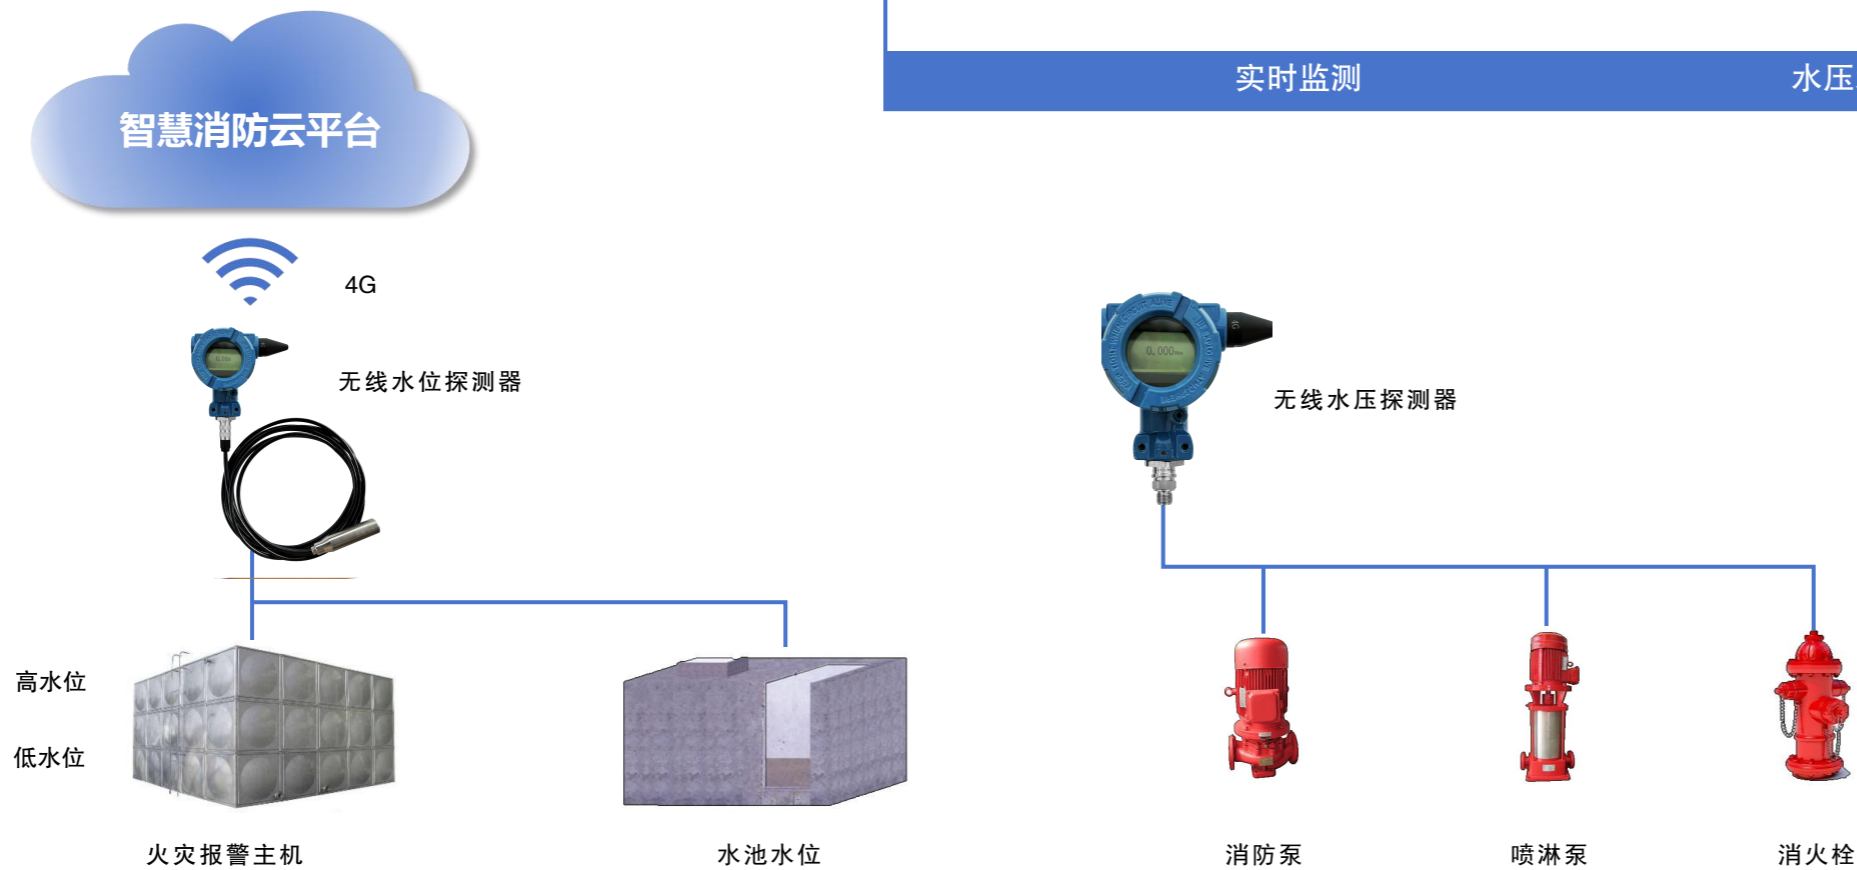 智慧消防云平台
实时监测
水压
4G
无线水位探测器
0.000
无线水压探测器
高水位
低水位
火灾报警主机
水池水位
消防泵
喷淋泵
消火栓